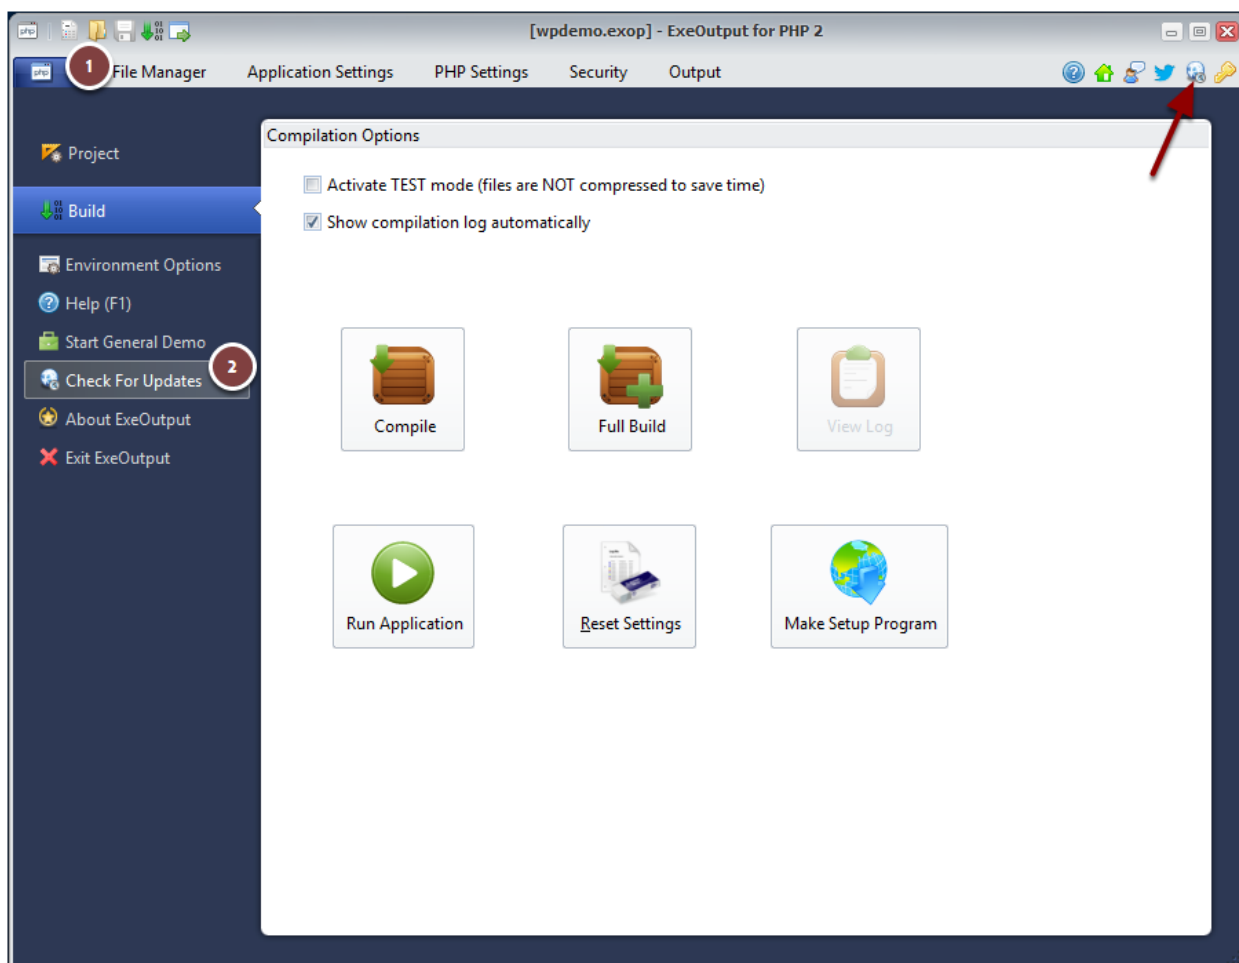 [wpdemo.exop] - ExeOutput for PHP 2
php
php
1
File Manager
Application Settings
PHP Settings
Security
Output
Project
Build
Environment Options
Help (F1)
Start General Demo
Check For Updates
2
About ExeOutput
Exit ExeOutput
Compilation Options
Activate TEST mode (files are NOT compressed to save time)
Show compilation log automatically
Compile
Full Build
View Log
Run Application
Reset Settings
Make Setup Program